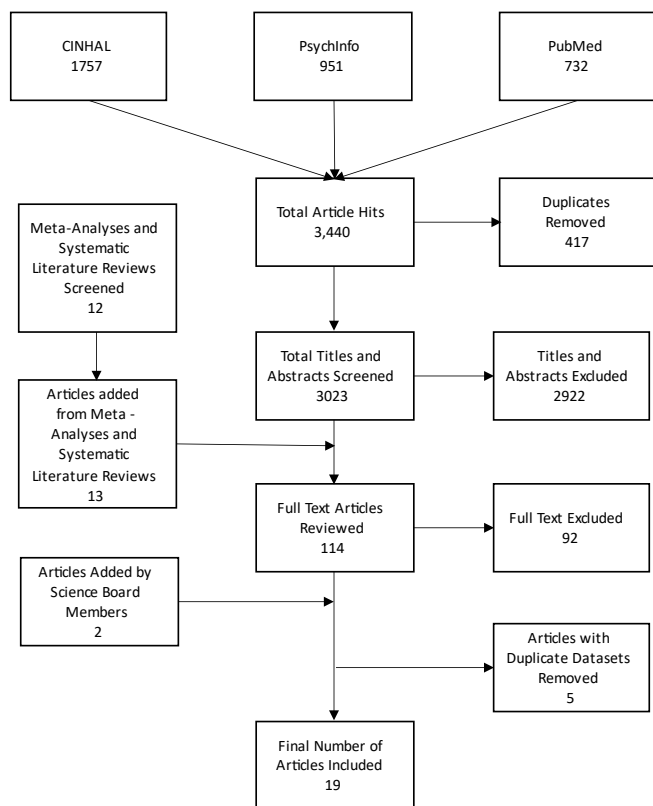 CINHAL
1757
PsychInfo
951
PubMed
732
Total Article Hits
3,440
Duplicates
Removed
417
Meta-Analyses and
Systematic
Literature Reviews
Screened
12
Total Titles and
Abstracts Screened
3023
Titles and
Abstracts Excluded
2922
Articles added
from Meta -
Analyses and
Systematic
Literature Reviews
13
Full Text Articles
Reviewed
114
Full Text Excluded
92
Articles Added by
Science Board
Members
2
Articles with
Duplicate Datasets
Removed
5
Final Number of
Articles Included
19